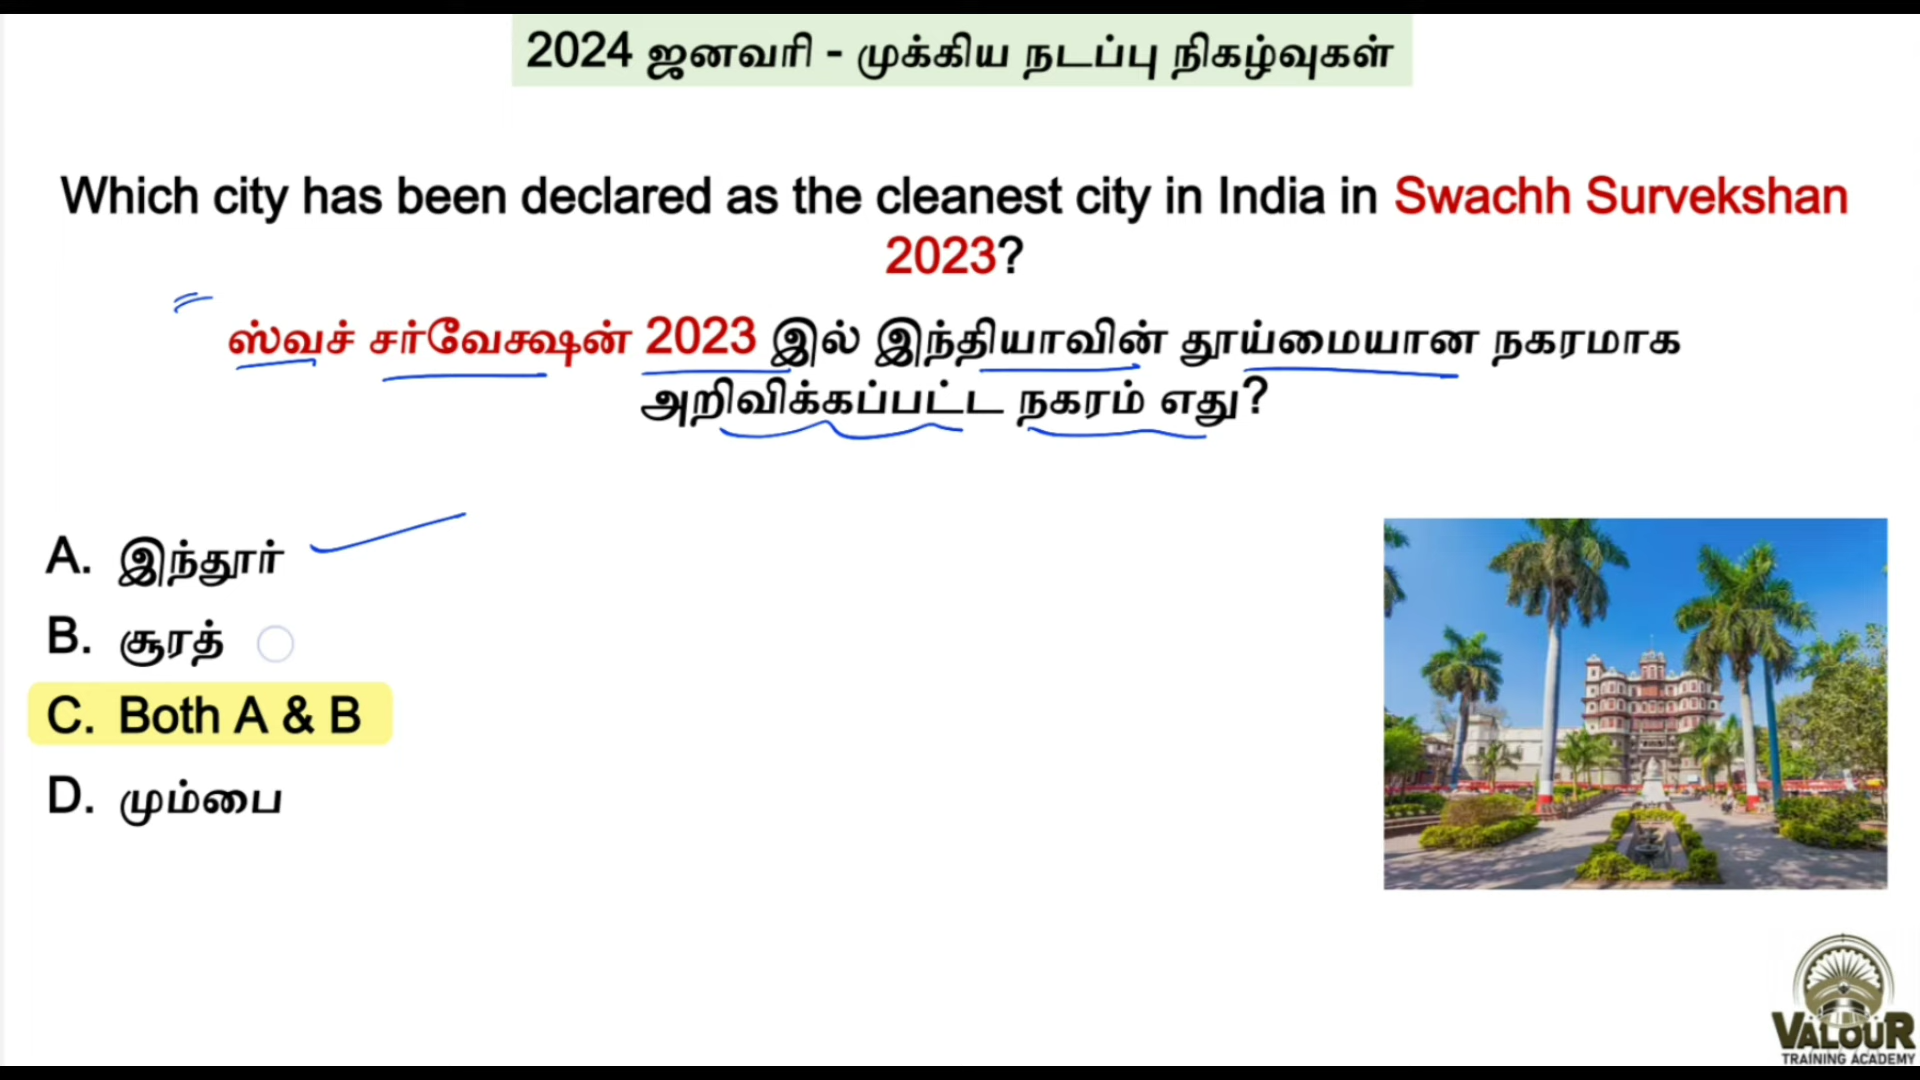 2024 ஜனவரி - முக்கிய நடப்பு நிகழ்வுகள்
Which city has been declared as the cleanest city in India in Swachh Survekshan
2023?
ஸ்வச் சர்வேக்ஷன் 2023 இல் இந்தியாவின் தூய்மையான நகரமாக
அறிவிக்கப்பட்ட நகரம் எது?
A. இந்தூர்
B. சூரத்
C. Both A & B
D. மும்பை
VALOUR
TRAINING ACADEMY